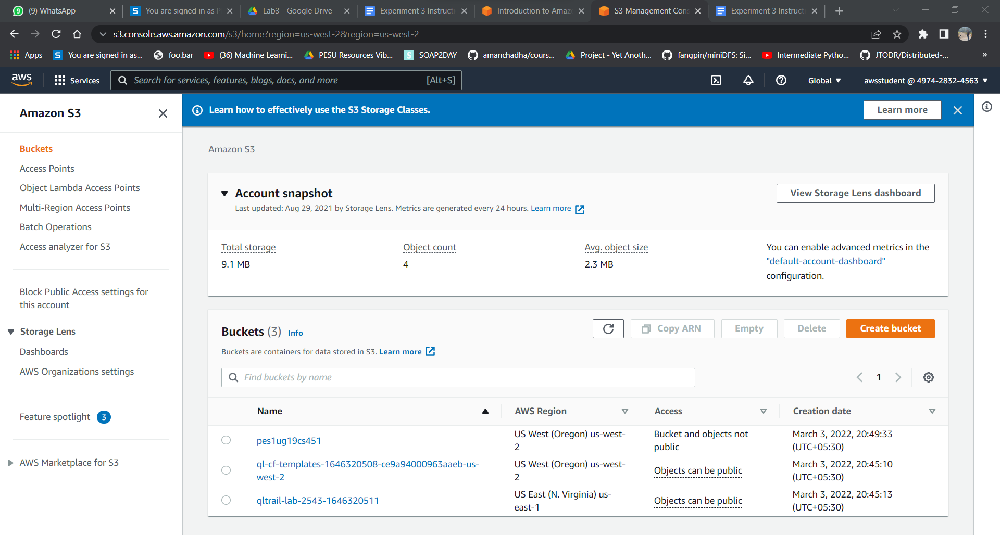 (9) WhatsApp
You are signed in as P
Lab3 - Google Drive
Experiment 3 Instructi
Introduction to Amaz
S3 Management Con
Experiment 3 Instruct
s3.console.aws.amazon.com/s3/home?region=us-west-2&region=us-west-2
Apps
You are signed in as...
foo.bar
(36) Machine Learni...
PESU Resources Vib...
SOAP2DAY
amanchadha/cours...
Project - Yet Anoth...
fangpin/miniDFS: Si...
Intermediate Pytho...
JTODR/Distributed-...
»
aws
Services
Search for services, features, blogs, docs, and more
[Alt+S]
Global
awsstudent @ 4974-2832-4563
Amazon S3
Buckets
Access Points
Object Lambda Access Points
Multi-Region Access Points
Batch Operations
Access analyzer for S3
Block Public Access settings for
this account
Storage Lens
Dashboards
AWS Organizations settings
Feature spotlight 3
AWS Marketplace for S3
Learn how to effectively use the S3 Storage Classes.
Learn more
Amazon S3
Account snapshot
Last updated: Aug 29, 2021 by Storage Lens. Metrics are generated every 24 hours. Learn more
View Storage Lens dashboard
Total storage
9.1 MB
Object count
4
Avg. object size
2.3 MB
You can enable advanced metrics in the
"default-account-dashboard"
configuration.
Buckets (3) Info
Buckets are containers for data stored in S3. Learn more
Copy ARN
Empty
Delete
Create bucket
Find buckets by name
1
Name
AWS Region
Access
Creation date
pes1ug19cs451
US West (Oregon) us-west-
2
Bucket and objects not
public
March 3, 2022, 20:49:33
(UTC+05:30)
ql-cf-templates-1646320508-ce9a94000963aaeb-us-
west-2
US West (Oregon) us-west-
2
Objects can be public
March 3, 2022, 20:45:10
(UTC+05:30)
qltrail-lab-2543-1646320511
US East (N. Virginia) us-
east-1
Objects can be public
March 3, 2022, 20:45:13
(UTC+05:30)